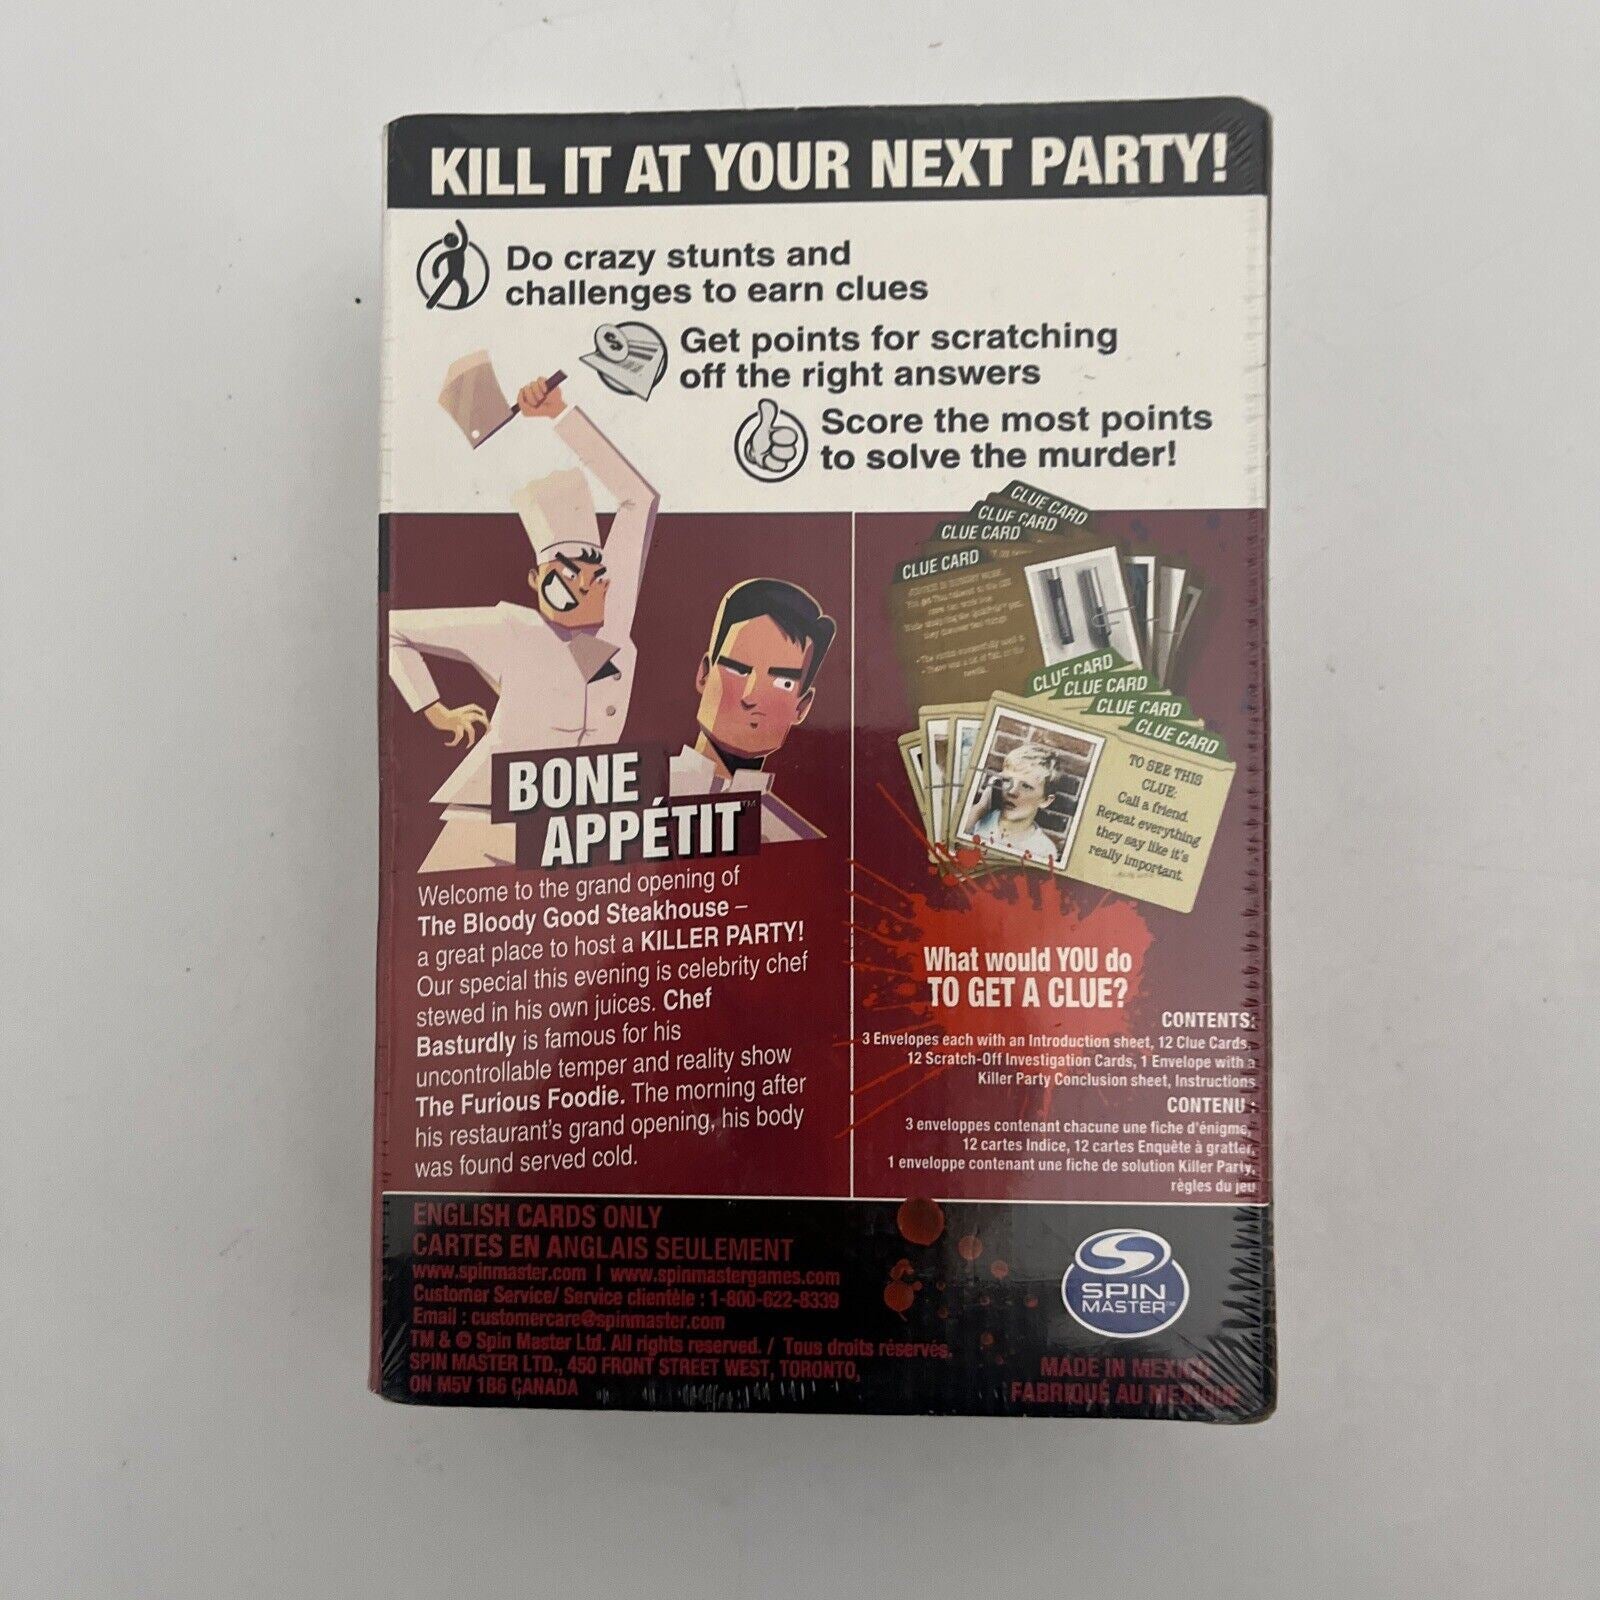 KILL IT AT YOUR NEXT PARTY!
Do crazy stunts and
challenges to earn clues
$
Get points for scratching
off the right answers
Score the most points
to solve the murder!
CLUE CARD
CLUE CARD
CLUE CARD
CLUE CARD
CLUE CARD
CLUE CARD
CLUE CARD
CLUE CARD
TO SEE THIS
CLUE:
Call a friend.
Repeat everything
they say like it's
really important.
BONE
APPÉTIT™
Welcome to the grand opening of
The Bloody Good Steakhouse –
a great place to host a KILLER PARTY!
Our special this evening is celebrity chef
stewed in his own juices. Chef
Basturdly is famous for his
uncontrollable temper and reality show
The Furious Foodie. The morning after
his restaurant's grand opening, his body
was found served cold.
What would YOU do
TO GET A CLUE?
CONTENTS:
3 Envelopes each with an Introduction sheet, 12 Clue Cards,
12 Scratch-Off Investigation Cards, 1 Envelope with a
Killer Party Conclusion sheet, Instructions
CONTENU :
3 enveloppes contenant chacune une fiche d'énigme,
12 cartes Indice, 12 cartes Enquête à gratter,
1 enveloppe contenant une fiche de solution Killer Party,
règles du jeu
ENGLISH CARDS ONLY
CARTES EN ANGLAIS SEULEMENT
www.spinmaster.com | www.spinmastergames.com
Customer Service/ Service clientèle : 1-800-622-8339
Email : customercare@spinmaster.com
TM & © Spin Master Ltd. All rights reserved. / Tous droits réservés.
SPIN MASTER LTD., 450 FRONT STREET WEST, TORONTO,
ON M5V 1B6 CANADA
SPIN
MASTER™
MADE IN MEXICO
FABRIQUÉ AU MEXIQUE